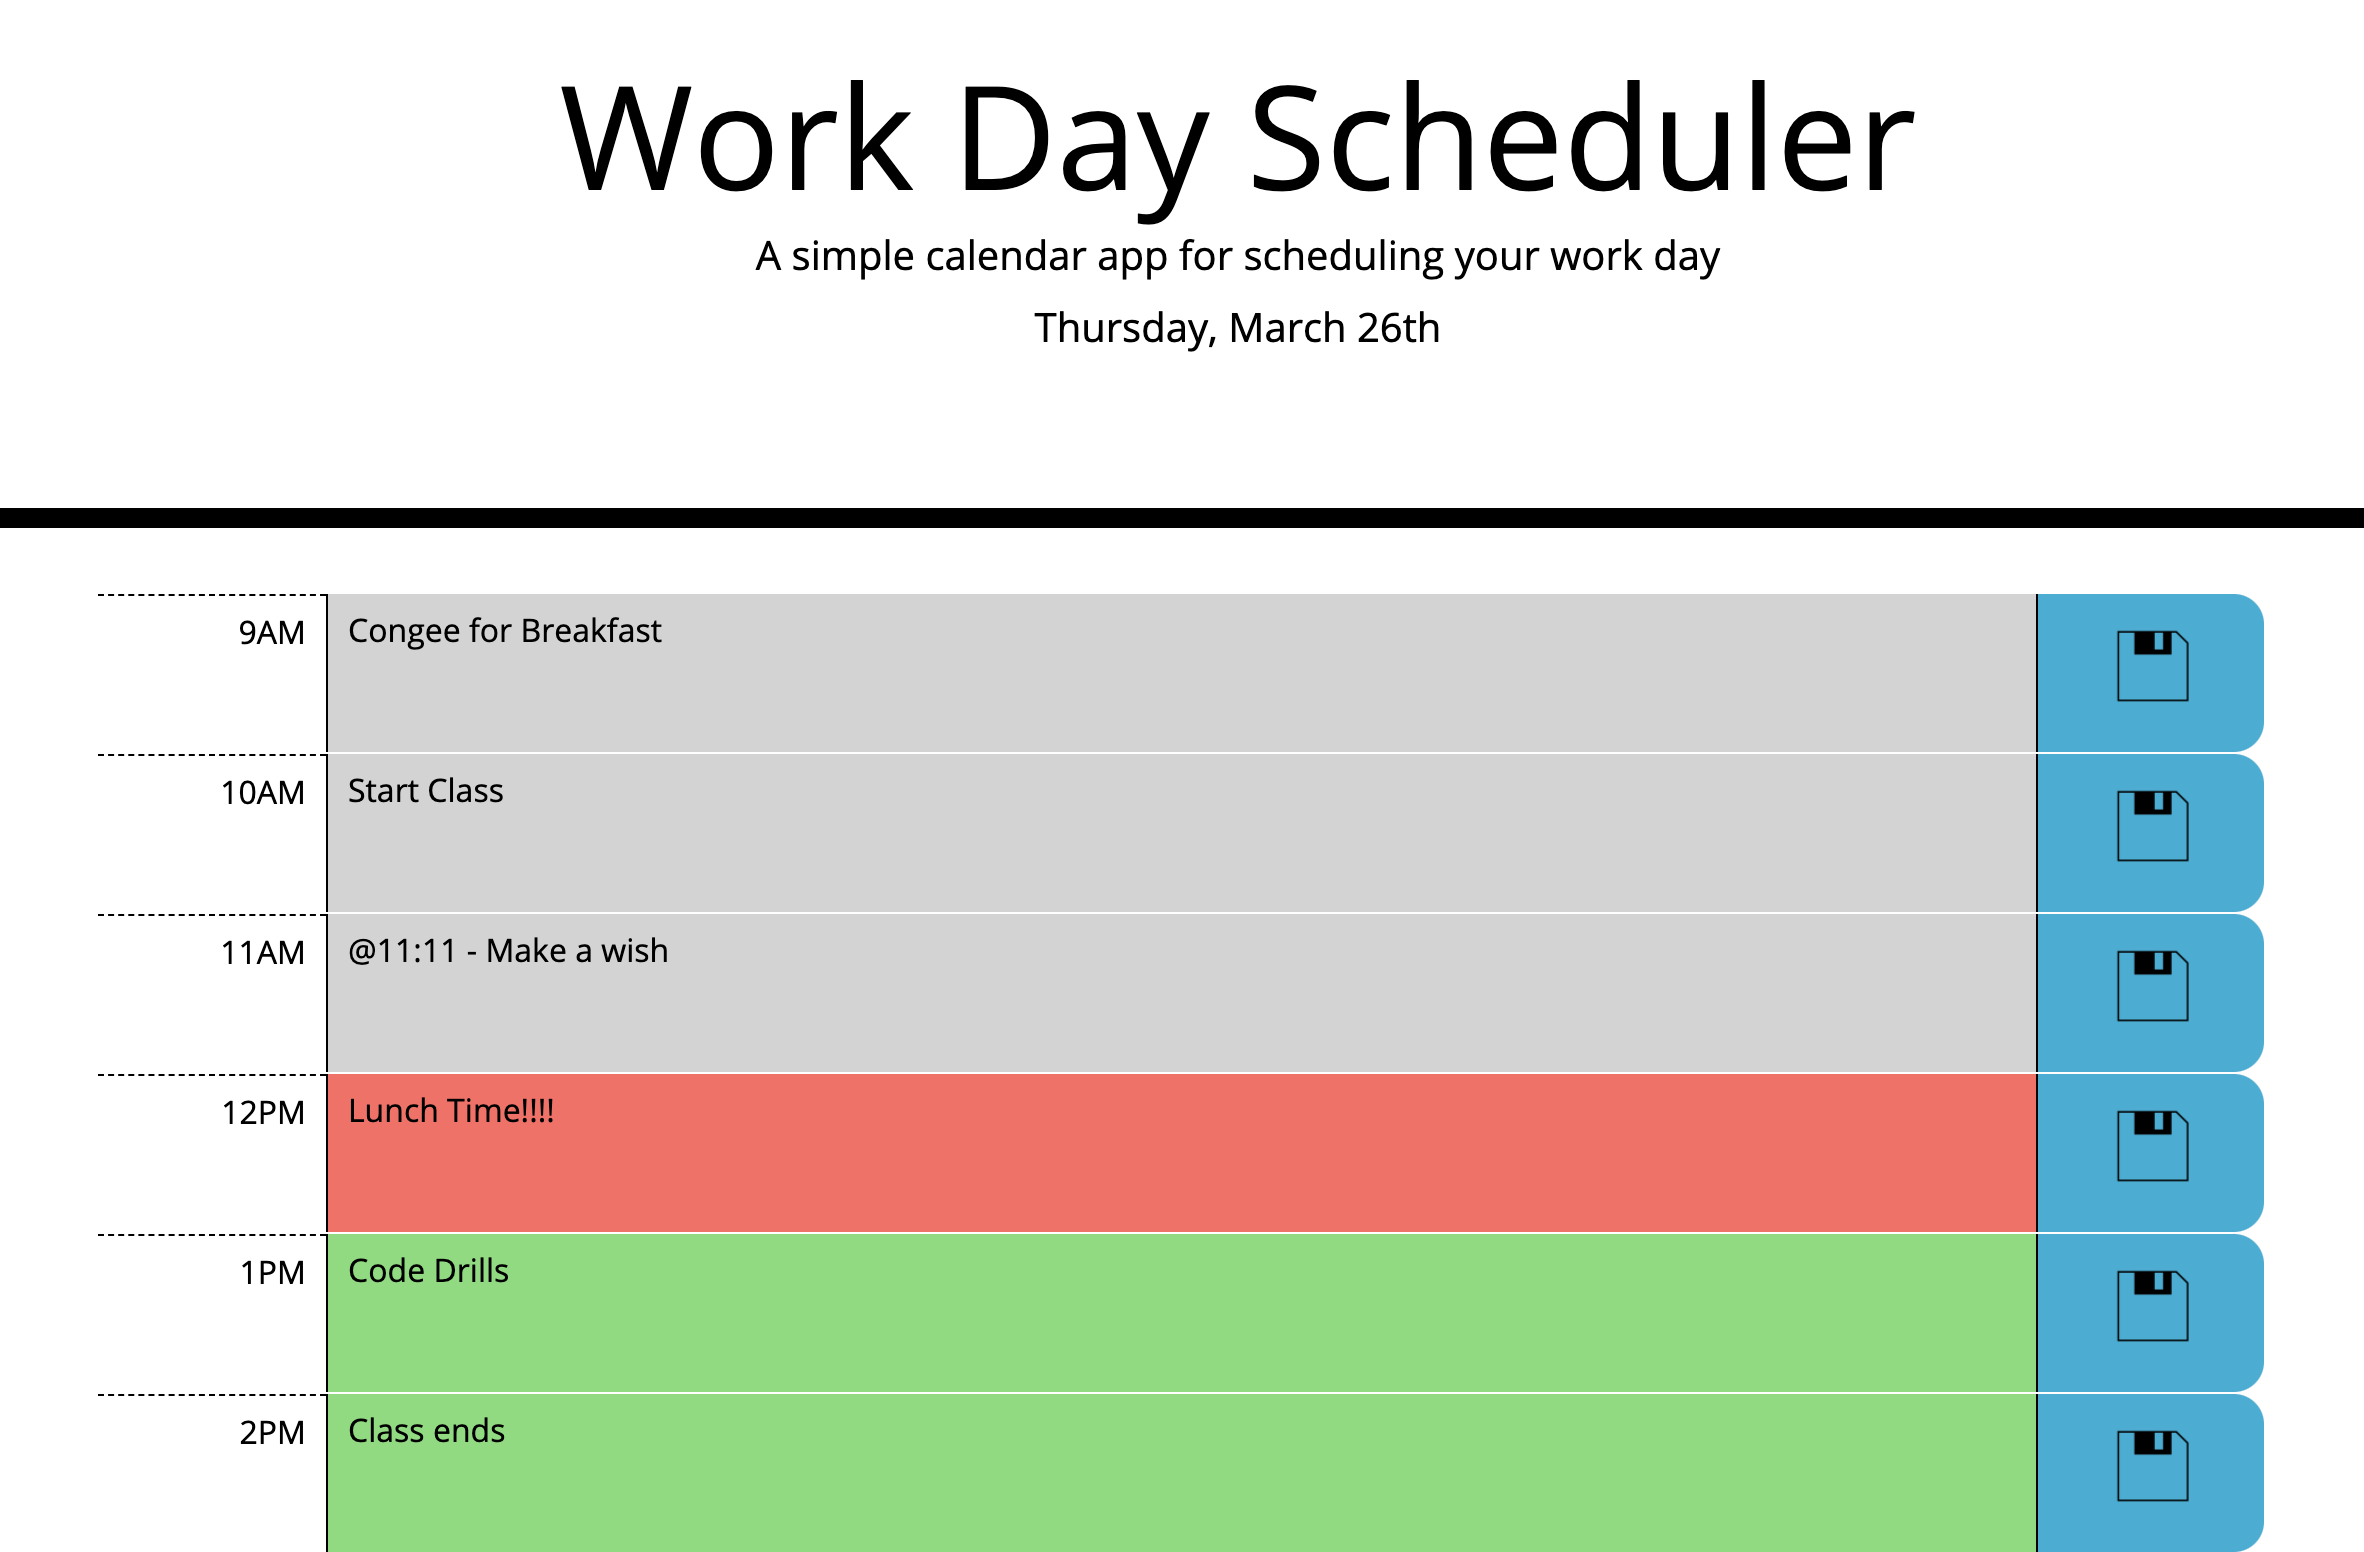 Work Day Scheduler
A simple calendar app for scheduling your work day
Thursday, March 26th
9AM Congee for Breakfast
10AM Start Class
11AM @11:11 - Make a wish
12PM Lunch Time!!!!
1PM Code Drills
2PM Class ends